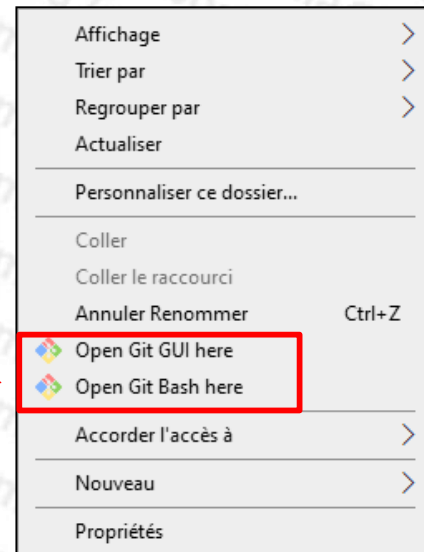 Affichage
Trier par
Regrouper par
Actualiser
Personnaliser ce dossier...
Coller
Coller le raccourci
Annuler Renommer Ctrl+Z
Open Git GUI here
Open Git Bash here
Accorder l'accès à
Nouveau
Propriétés